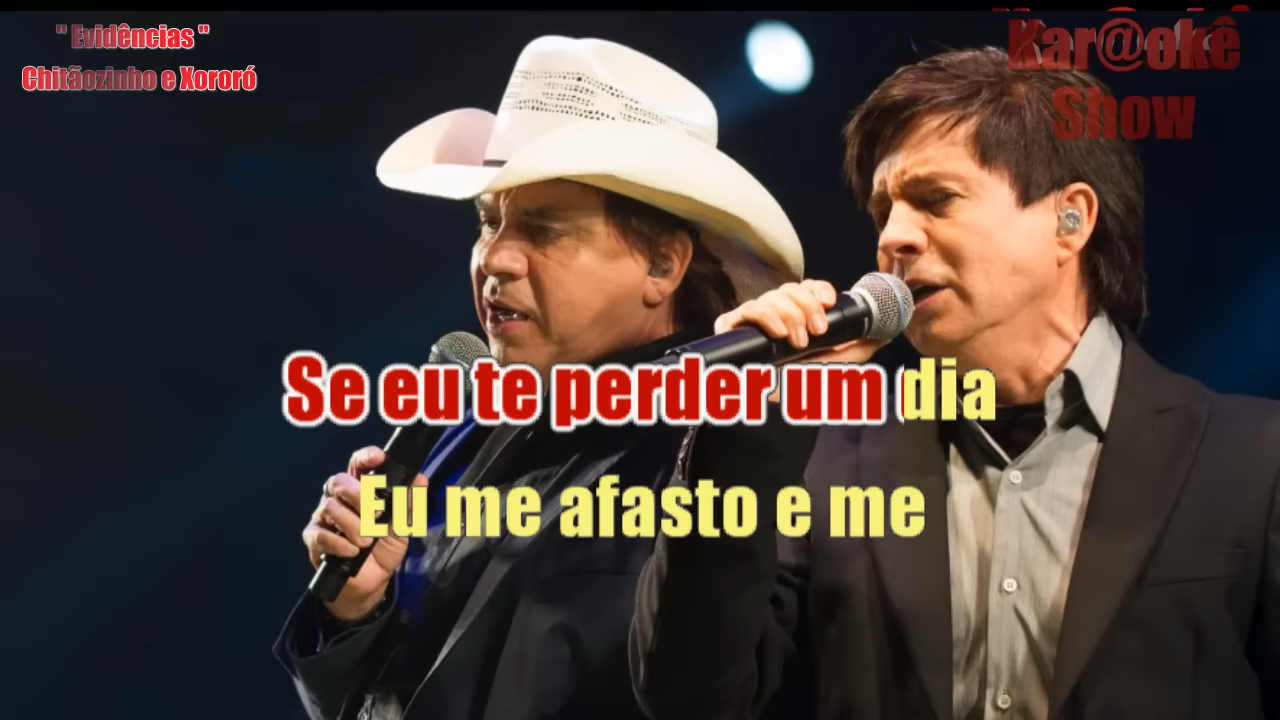 " Evidências "
Chitãozinho e Xororó
Kar@okê
Show
Se eu te perder um dia
Eu me afasto e me